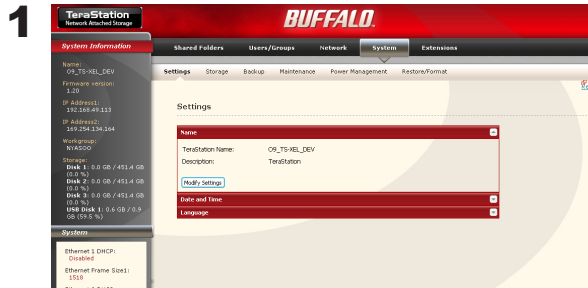 1
TeraStation
Network Attached Storage
BUFFALO
System Information
Shared Folders Users/Groups Network System Extensions
Settings Storage Backup Maintenance Power Management Restore/Format
Name:
O9_TS-XEL_DEV
Firmware version:
1.20
IP Address1:
192.168.49.113
IP Address2:
169.254.134.164
Workgroup:
NYASOO
Storage:
Disk 1: 0.0 GB / 451.4 GB
(0.0 %)
Disk 2: 0.0 GB / 451.4 GB
(0.0 %)
Disk 3: 0.0 GB / 451.4 GB
(0.0 %)
USB Disk 1: 0.6 GB / 0.9
GB (59.5 %)
System
Ethernet 1 DHCP:
Disabled
Ethernet Frame Size1:
1518
Settings
Name
TeraStation Name: O9_TS-XEL_DEV
Description: TeraStation
Modify Settings
Date and Time
Language